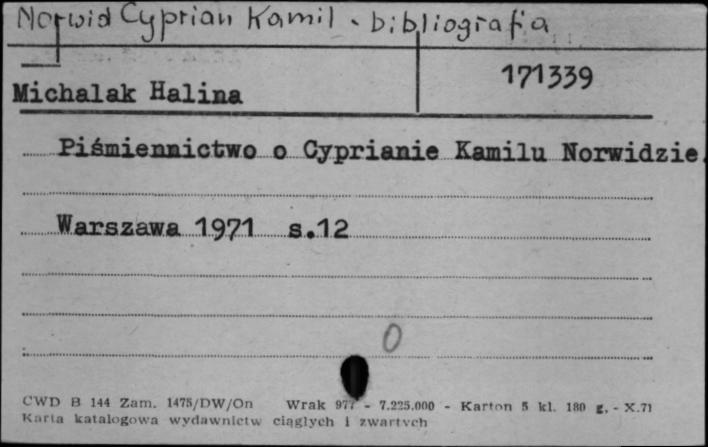 Norwid Cyprian Kamil - bibliografia
171339
Michalak Halina
Piśmiennictwo o Cyprianie Kamilu Norwidzie.
Warszawa 1971 s.12
0
CWD B 144 Zam. 1475/DW/On Wrak 977 - 7.225.000 - Karton 5 kl. 180 g. - X.71
Karta katalogowa wydawnictw ciągłych i zwartych